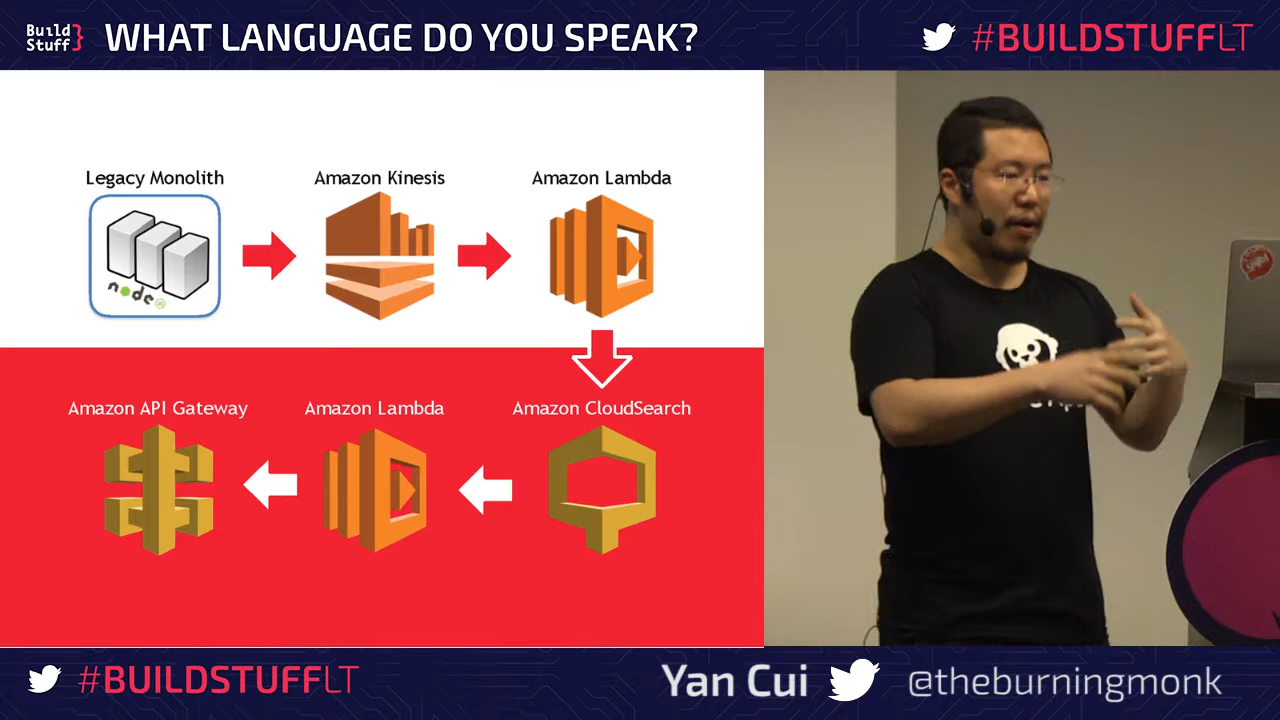 Build
Stuff}
WHAT LANGUAGE DO YOU SPEAK?
#BUILDSTUFFLT
Legacy Monolith
Amazon Kinesis
Amazon Lambda
node
JS
Amazon API Gateway
Amazon Lambda
Amazon CloudSearch
#BUILDSTUFFLT
Yan Cui
@theburningmonk